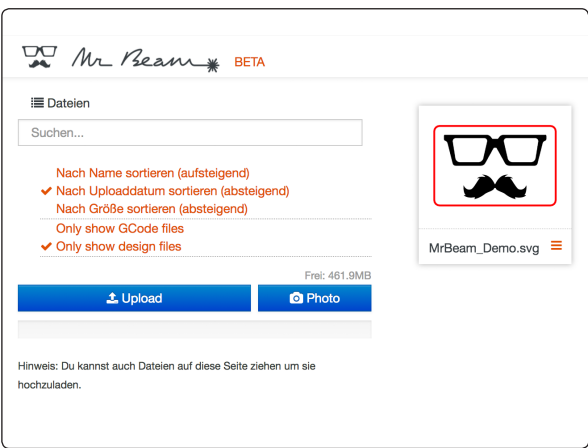 Mr Beam BETA
Dateien
Suchen...
Nach Name sortieren (aufsteigend)
Nach Uploaddatum sortieren (absteigend)
Nach Größe sortieren (absteigend)
Only show GCode files
Only show design files
Frei: 461.9MB
Upload
Photo
Hinweis: Du kannst auch Dateien auf diese Seite ziehen um sie
hochzuladen.
MrBeam_Demo.svg